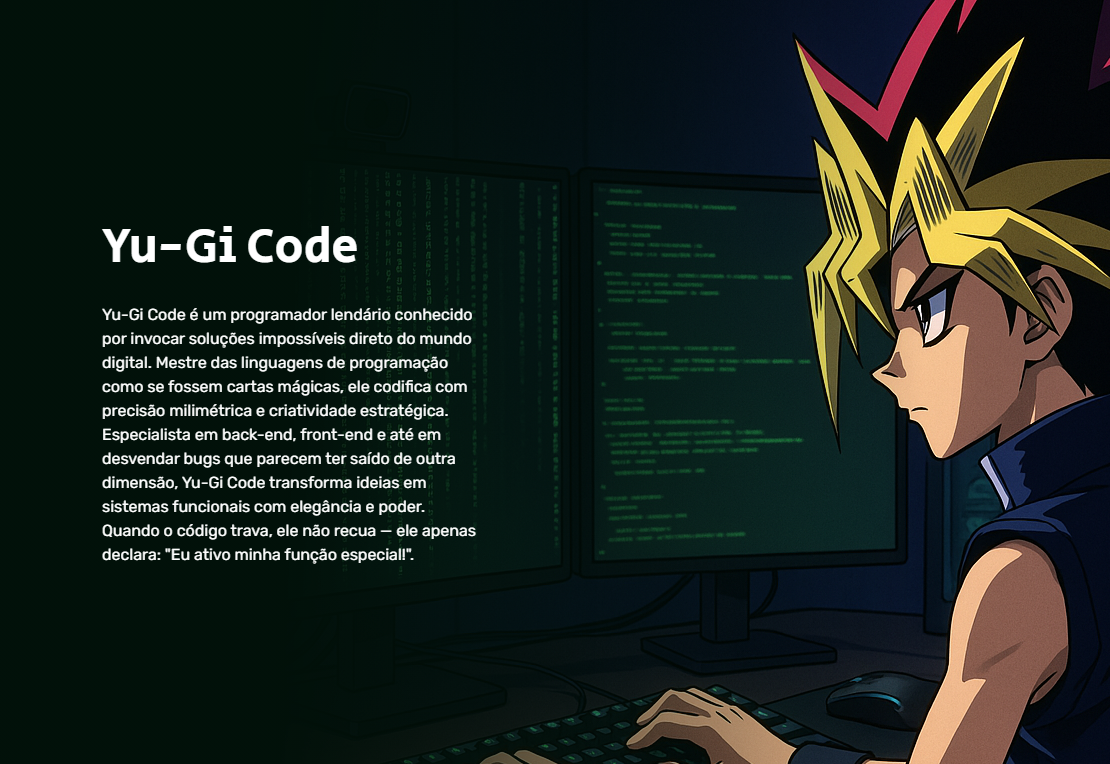 Yu-Gi Code
Yu-Gi Code é um programador lendário conhecido
por invocar soluções impossíveis direto do mundo
digital. Mestre das linguagens de programação
como se fossem cartas mágicas, ele codifica com
precisão milimétrica e criatividade estratégica.
Especialista em back-end, front-end e até em
desvendar bugs que parecem ter saído de outra
dimensão, Yu-Gi Code transforma ideias em
sistemas funcionais com elegância e poder.
Quando o código trava, ele não recua — ele apenas
declara: "Eu ativo minha função especial!".